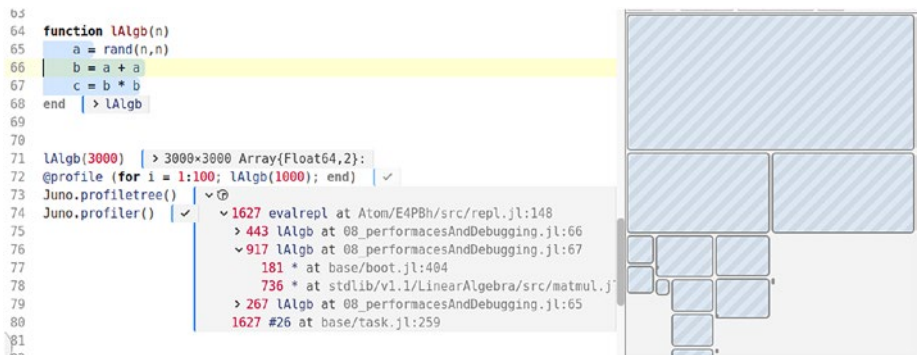 63
64 function lAlgb(n)
65 a = rand(n,n)
66 b = a + a
67 c = b * b
68 end > lAlgb
69
70
71 lAlgb(3000) > 3000×3000 Array{Float64,2}:
72 @profile (for i = 1:100; lAlgb(1000); end) ✓
73 Juno.profiletree()
74 Juno.profiler() ✓ 1627 evalrepl at Atom/E4PBh/src/repl.jl:148
75 > 443 lAlgb at 08_performacesAndDebugging.jl:66
76 917 lAlgb at 08_performacesAndDebugging.jl:67
77 181 * at base/boot.jl:404
78 736 * at stdlib/v1.1/LinearAlgebra/src/matmul.j
79 > 267 lAlgb at 08_performacesAndDebugging.jl:65
80 1627 #26 at base/task.jl:259
81